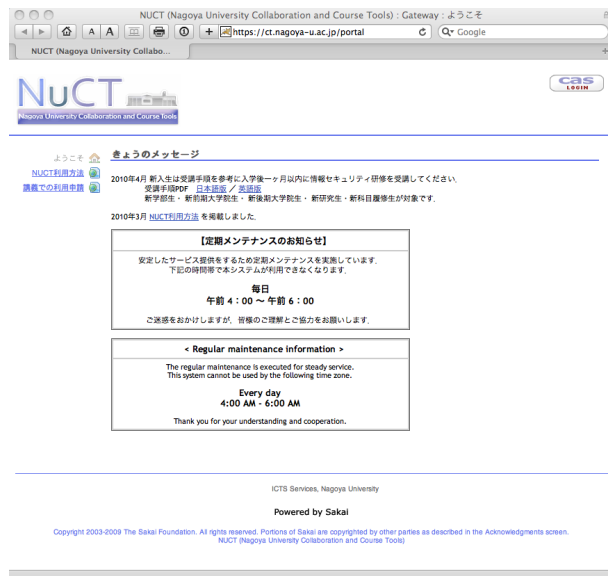 NUCT (Nagoya University Collaboration and Course Tools) : Gateway : ようこそ
A A
https://ct.nagoya-u.ac.jp/portal
Google
NUCT (Nagoya University Collabo...
NUCT
Nagoya University Collaboration and Course Tools
cas
LOGIN
ようこそ
NUCT利用方法
講義での利用申請
きょうのメッセージ
2010年4月 新入生は受講手順を参考に入学後一ヶ月以内に情報セキュリティ研修を受講してください.
受講手順PDF 日本語版 / 英語版
新学部生・ 新前期大学院生・ 新後期大学院生・ 新研究生・新科目履修生が対象です.
2010年3月 NUCT利用方法 を掲載しました.
【定期メンテナンスのお知らせ】
安定したサービス提供をするため定期メンテナンスを実施しています.
下記の時間帯で本システムが利用できなくなります.
毎日
午前 4:00 〜 午前 6:00
ご迷惑をおかけしますが, 皆様のご理解とご協力をお願いします.
< Regular maintenance information >
The regular maintenance is executed for steady service.
This system cannot be used by the following time zone.
Every day
4:00 AM - 6:00 AM
Thank you for your understanding and cooperation.
ICTS Services, Nagoya University
Powered by Sakai
Copyright 2003-2009 The Sakai Foundation. All rights reserved. Portions of Sakai are copyrighted by other parties as described in the Acknowledgments screen.
NUCT (Nagoya University Collaboration and Course Tools)